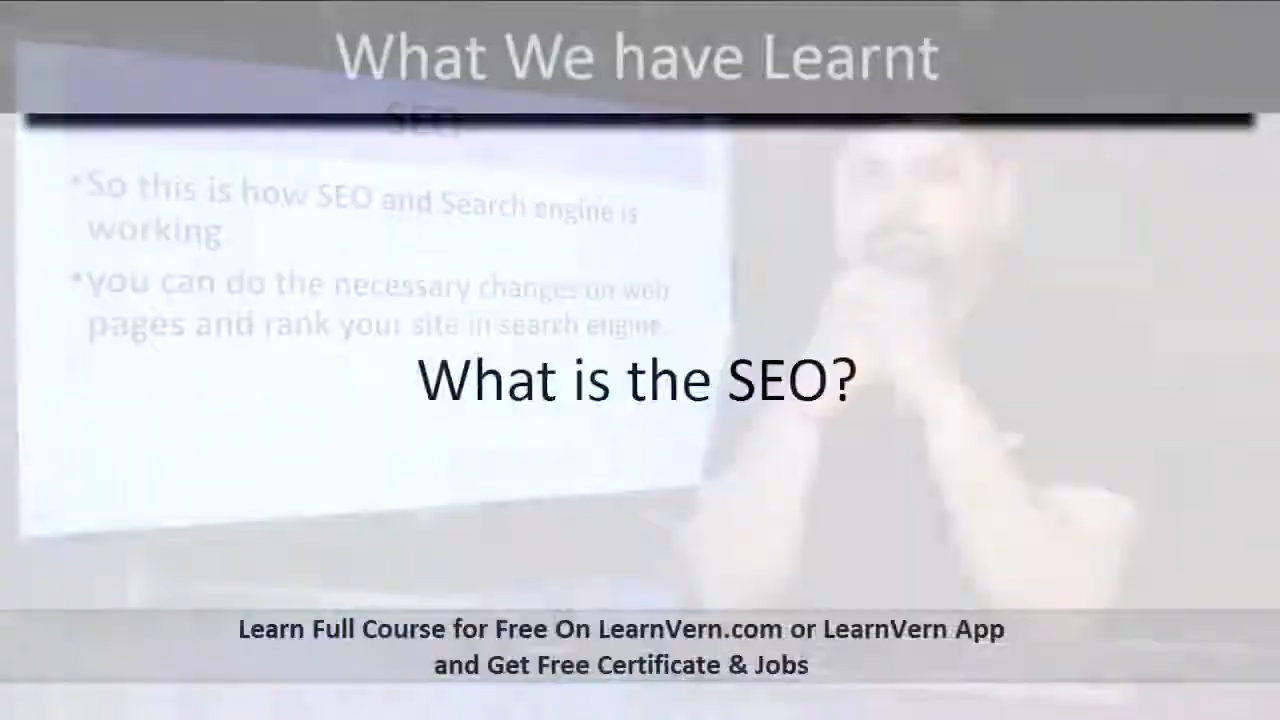 What We have Learnt
SEO
•So this is how SEO and Search engine is
working
•you can do the necessary changes on web
pages and rank your site in search engine.
What is the SEO?
Learn Full Course for Free On LearnVern.com or LearnVern App
and Get Free Certificate & Jobs